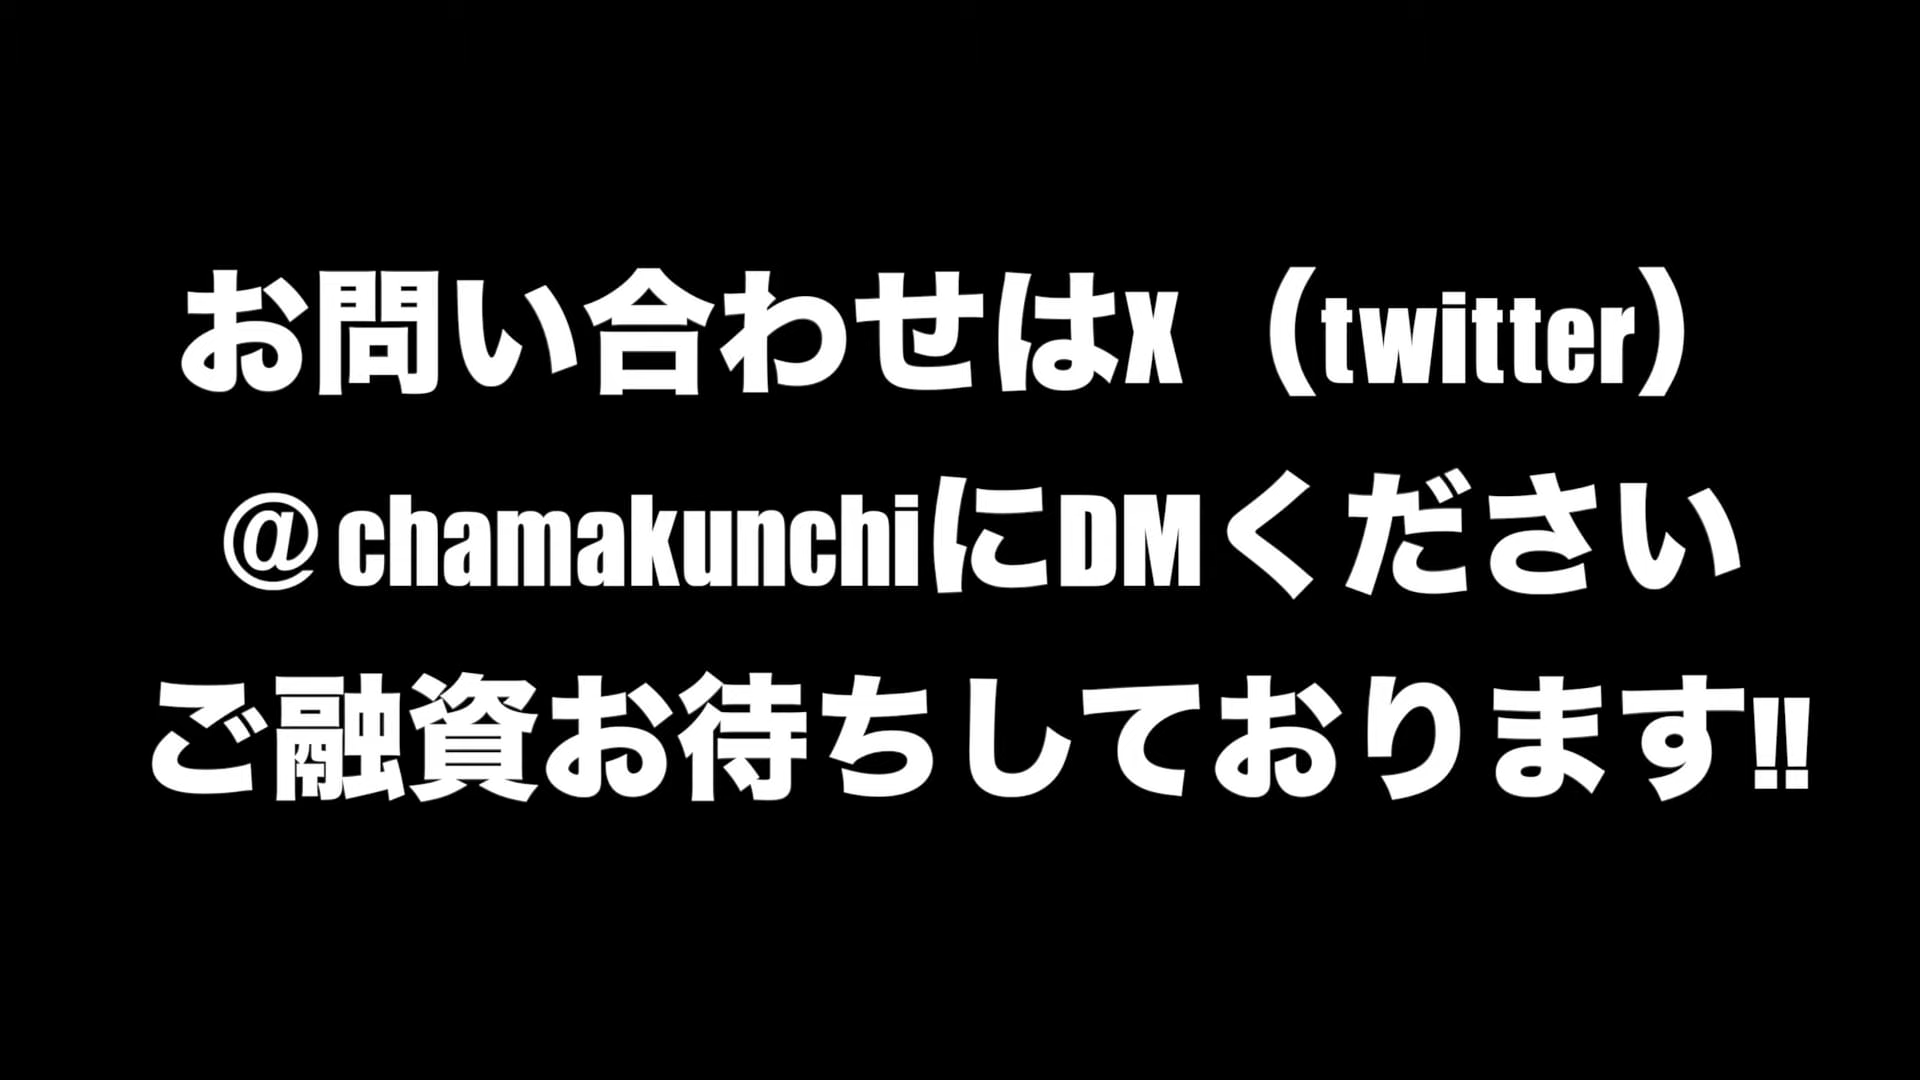 お問い合わせはX（twitter）
@chamakunchiにDMください
ご融資お待ちしております!!